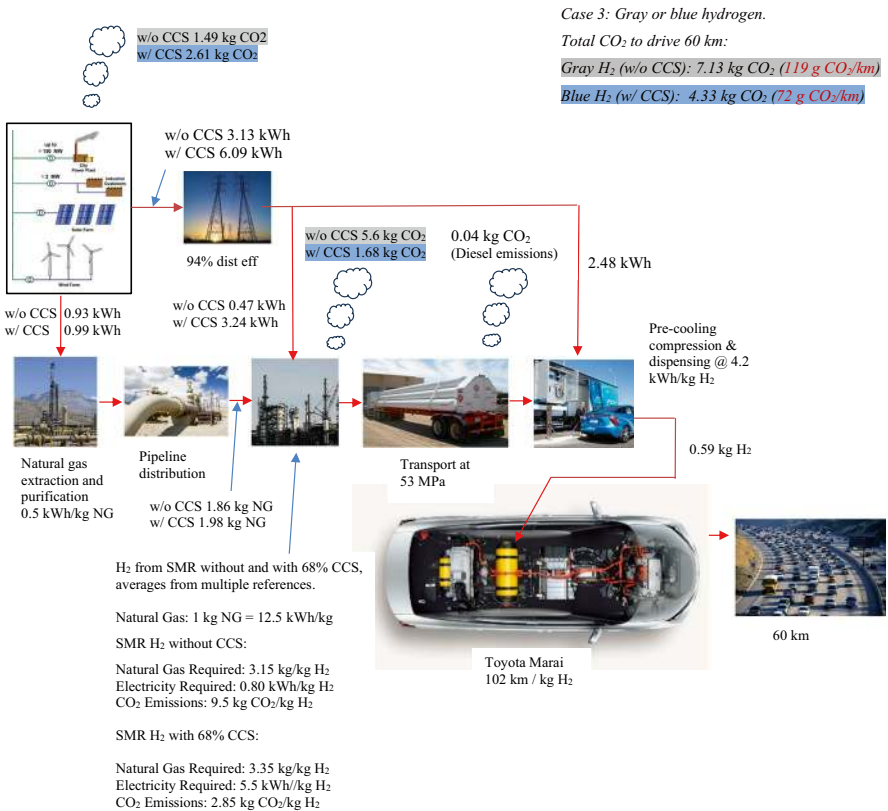 Case 3: Gray or blue hydrogen.
Total CO₂ to drive 60 km:
Gray H₂ (w/o CCS): 7.13 kg CO₂ (119 g CO₂/km)
Blue H₂ (w/ CCS): 4.33 kg CO₂ (72 g CO₂/km)
w/o CCS 1.49 kg CO2
w/ CCS 2.61 kg CO₂
up to
City
Power Plant
Industrial
Customers
Solar Farm
Wind Farm
w/o CCS 3.13 kWh
w/ CCS 6.09 kWh
94% dist eff
w/o CCS 5.6 kg CO₂
w/ CCS 1.68 kg CO₂
0.04 kg CO₂
(Diesel emissions)
2.48 kWh
w/o CCS 0.93 kWh
w/ CCS 0.99 kWh
w/o CCS 0.47 kWh
w/ CCS 3.24 kWh
Pre-cooling
compression &
dispensing @ 4.2
kWh/kg H₂
Natural gas
extraction and
purification
0.5 kWh/kg NG
Pipeline
distribution
w/o CCS 1.86 kg NG
w/ CCS 1.98 kg NG
Transport at
53 MPa
0.59 kg H₂
H₂ from SMR without and with 68% CCS,
averages from multiple references.
Natural Gas: 1 kg NG = 12.5 kWh/kg
SMR H₂ without CCS:
Natural Gas Required: 3.15 kg/kg H₂
Electricity Required: 0.80 kWh/kg H₂
CO₂ Emissions: 9.5 kg CO₂/kg H₂
SMR H₂ with 68% CCS:
Natural Gas Required: 3.35 kg/kg H₂
Electricity Required: 5.5 kWh//kg H₂
CO₂ Emissions: 2.85 kg CO₂/kg H₂
Toyota Marai
102 km / kg H₂
60 km